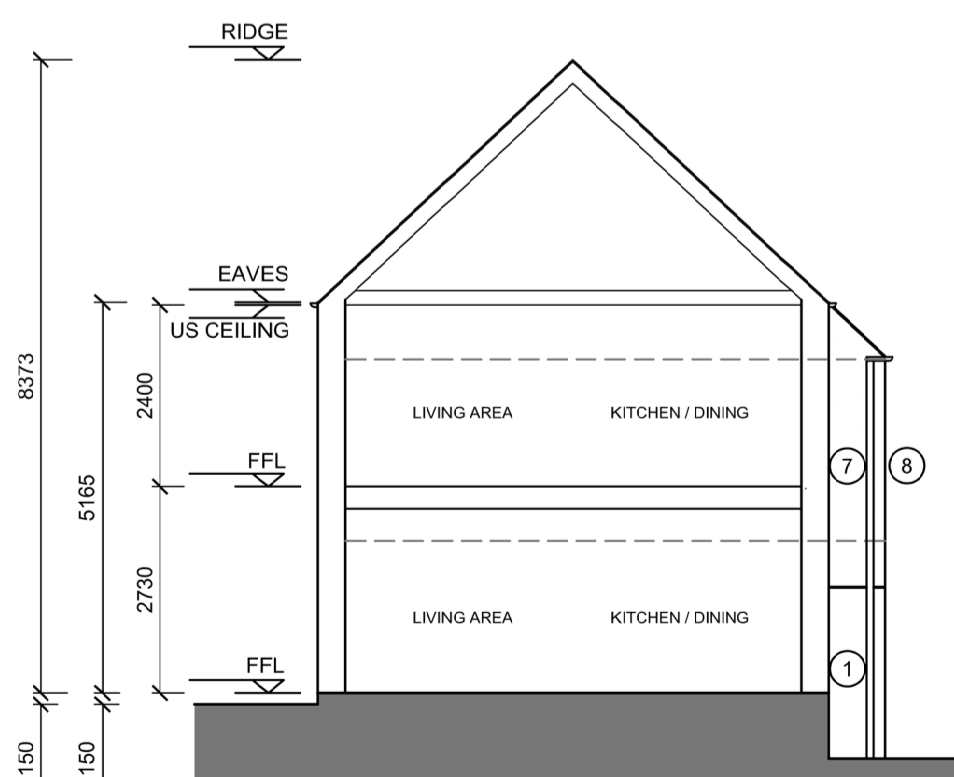 RIDGE
EAVES
US CEILING
8373
2400
LIVING AREA KITCHEN / DINING
FFL
7 8
5165
2730
LIVING AREA KITCHEN / DINING
FFL
1
150 150